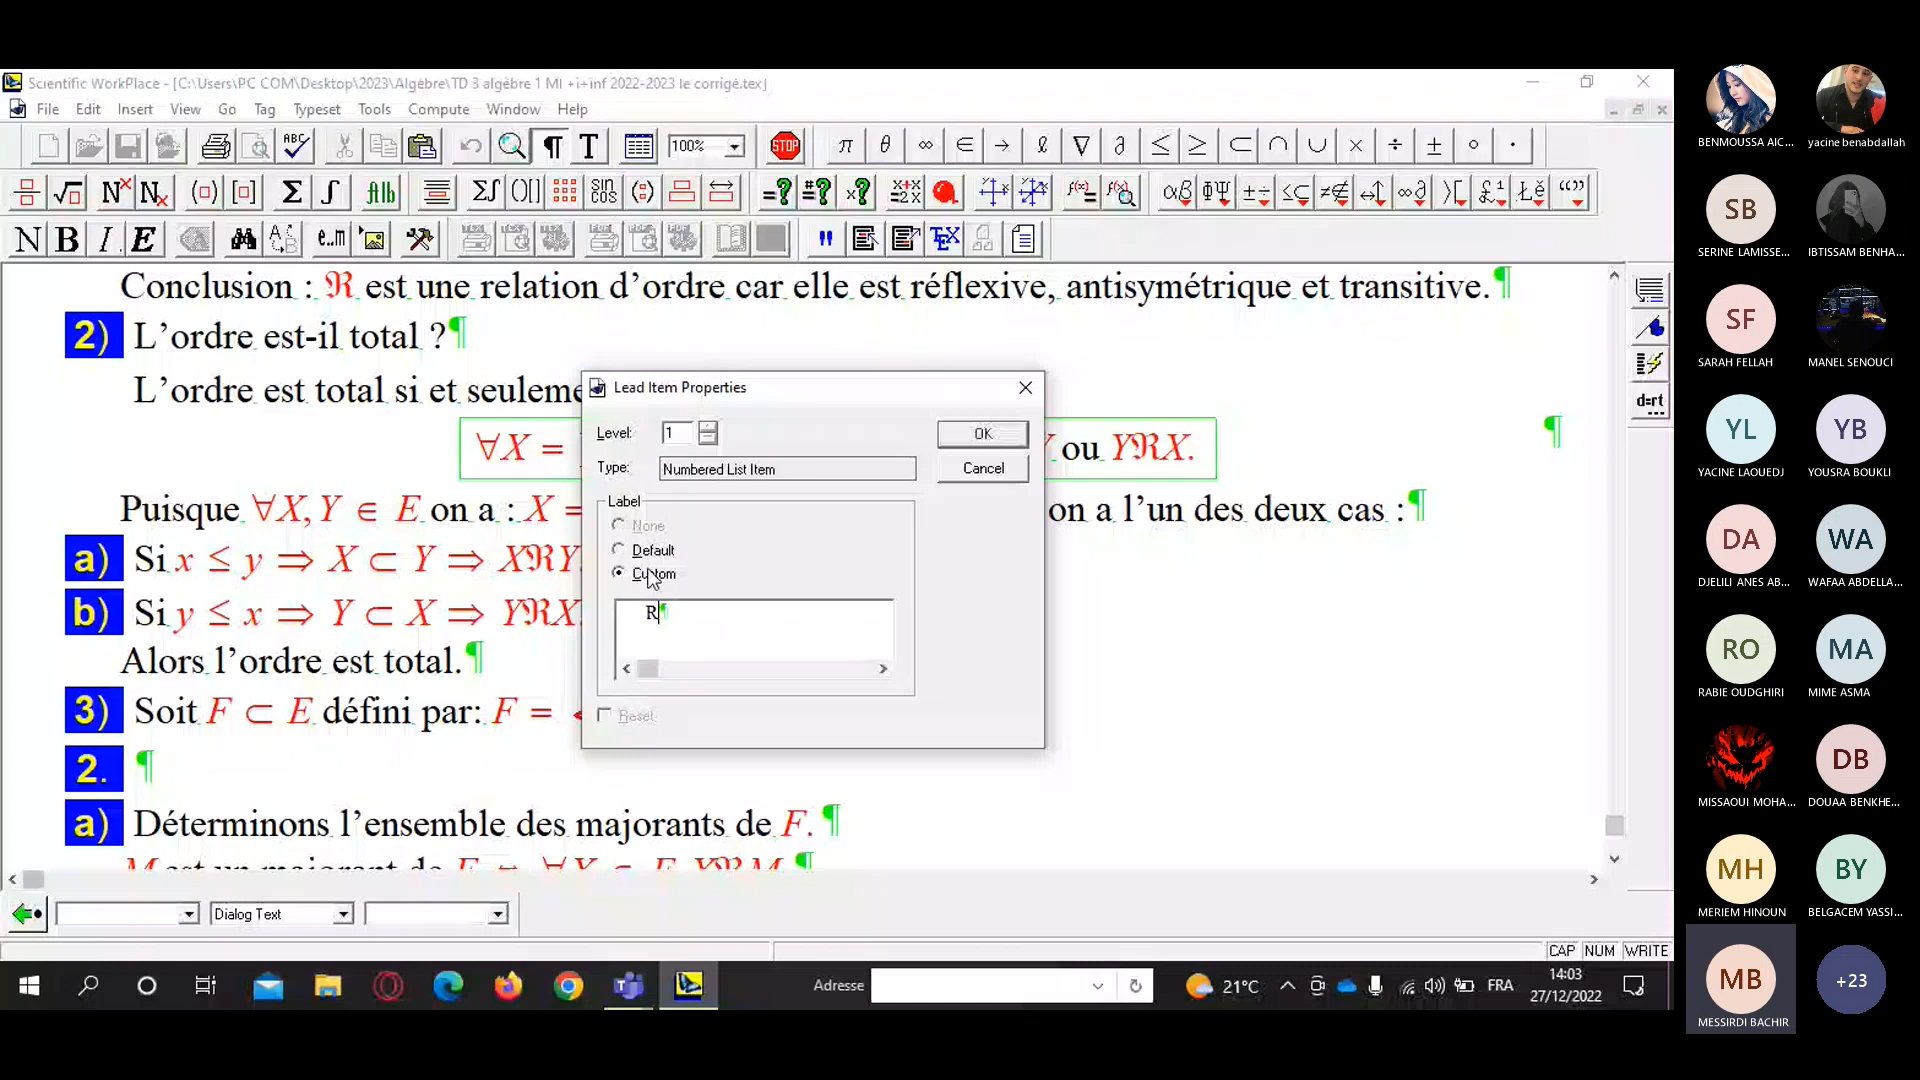 Scientific WorkPlace - [C:\Users\PC COM\Desktop\2023\Algèbre\TD 3 algèbre 1 MI +i+inf 2022-2023 le corrigé.tex]
File Edit Insert View Go Tag Typeset Tools Compute Window Help
100% STOP π θ ∞ ∈ → ℓ ∇ ∂ ≤ ≥ ⊂ ∩ ∪ × ÷ ± ∘ ·
N B I E
Conclusion : ℜ est une relation d'ordre car elle est réflexive, antisymétrique et transitive.¶
2) L'ordre est-il total ?¶
L'ordre est total si et seuleme
∀X = ou YℜX. ¶
Puisque ∀X, Y ∈ E on a : X = on a l'un des deux cas :¶
a) Si x ≤ y ⇒ X ⊂ Y ⇒ XℜY
b) Si y ≤ x ⇒ Y ⊂ X ⇒ YℜX
Alors l'ordre est total.¶
3) Soit F ⊂ E défini par: F =
2. ¶
a) Déterminons l'ensemble des majorants de F. ¶
Lead Item Properties
Level: 1 OK
Type: Numbered List Item Cancel
Label
None
Default
Custom
R¶
Reset
Dialog Text
CAP NUM WRITE
Adresse 21°C FRA 14:03
27/12/2022
BENMOUSSA AIC... yacine benabdallah
SB
SERINE LAMISSE... IBTISSAM BENHA...
SF
SARAH FELLAH MANEL SENOUCI
YL YB
YACINE LAOUEDJ YOUSRA BOUKLI
DA WA
DJELILI ANES AB... WAFAA ABDELLA...
RO MA
RABIE OUDGHIRI MIME ASMA
DB
MISSAOUI MOHA... DOUAA BENKHE...
MH BY
MERIEM HINOUN BELGACEM YASSI...
MB +23
MESSIRDI BACHIR